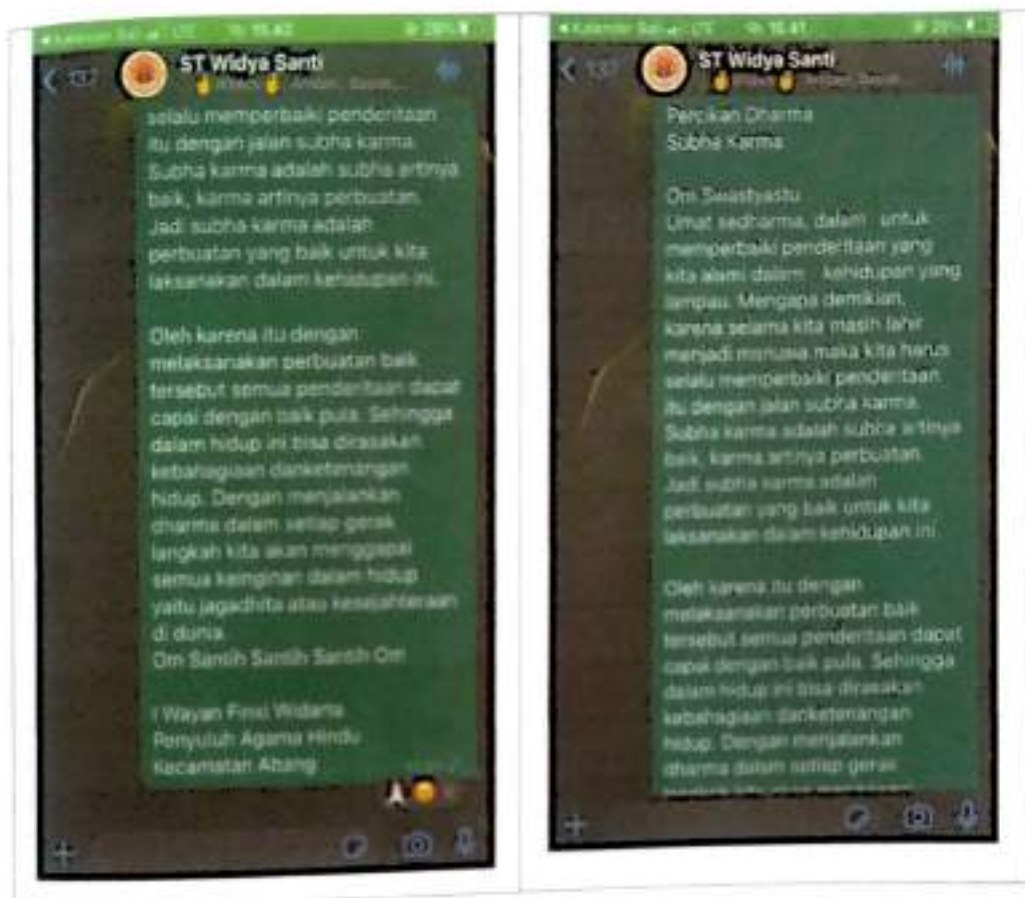 ST Widya Santi
selalu memperbaiki penderitaan
itu dengan jalan subha karma.
Subha karma adalah subha artinya
baik, karma artinya perbuatan.
Jadi subha karma adalah
perbuatan yang baik untuk kita
laksanakan dalam kehidupan ini.
Oleh karena itu dengan
melaksanakan perbuatan baik
tersebut semua penderitaan dapat
capai dengan baik pula. Sehingga
dalam hidup ini bisa dirasakan
kebahagiaan danketenangan
hidup. Dengan menjalankan
dharma dalam setiap gerak
langkah kita akan menggapai
semua keinginan dalam hidup
yaitu jagadhita atau kesejahteraan
di dunia.
Om Santih Santih Santih Om
I Wayan Widarta
Penyuluh Agama Hindu
Kecamatan Abang
15.41
ST Widya Santi
Percikan Dharma
Subha Karma
Om Swastyastu
Umat sedharma, dalam untuk
memperbaiki penderitaan yang
kita alami dalam kehidupan yang
lampau. Mengapa demikian,
karena selama kita masih lahir
menjadi manusia maka kita harus
selalu memperbaiki penderitaan
itu dengan jalan subha karma.
Subha karma adalah subha artinya
baik, karma artinya perbuatan.
Jadi subha karma adalah
perbuatan yang baik untuk kita
laksanakan dalam kehidupan ini.
Oleh karena itu dengan
melaksanakan perbuatan baik
tersebut semua penderitaan dapat
capai dengan baik pula. Sehingga
dalam hidup ini bisa dirasakan
kebahagiaan danketenangan
hidup. Dengan menjalankan
dharma dalam setiap gerak